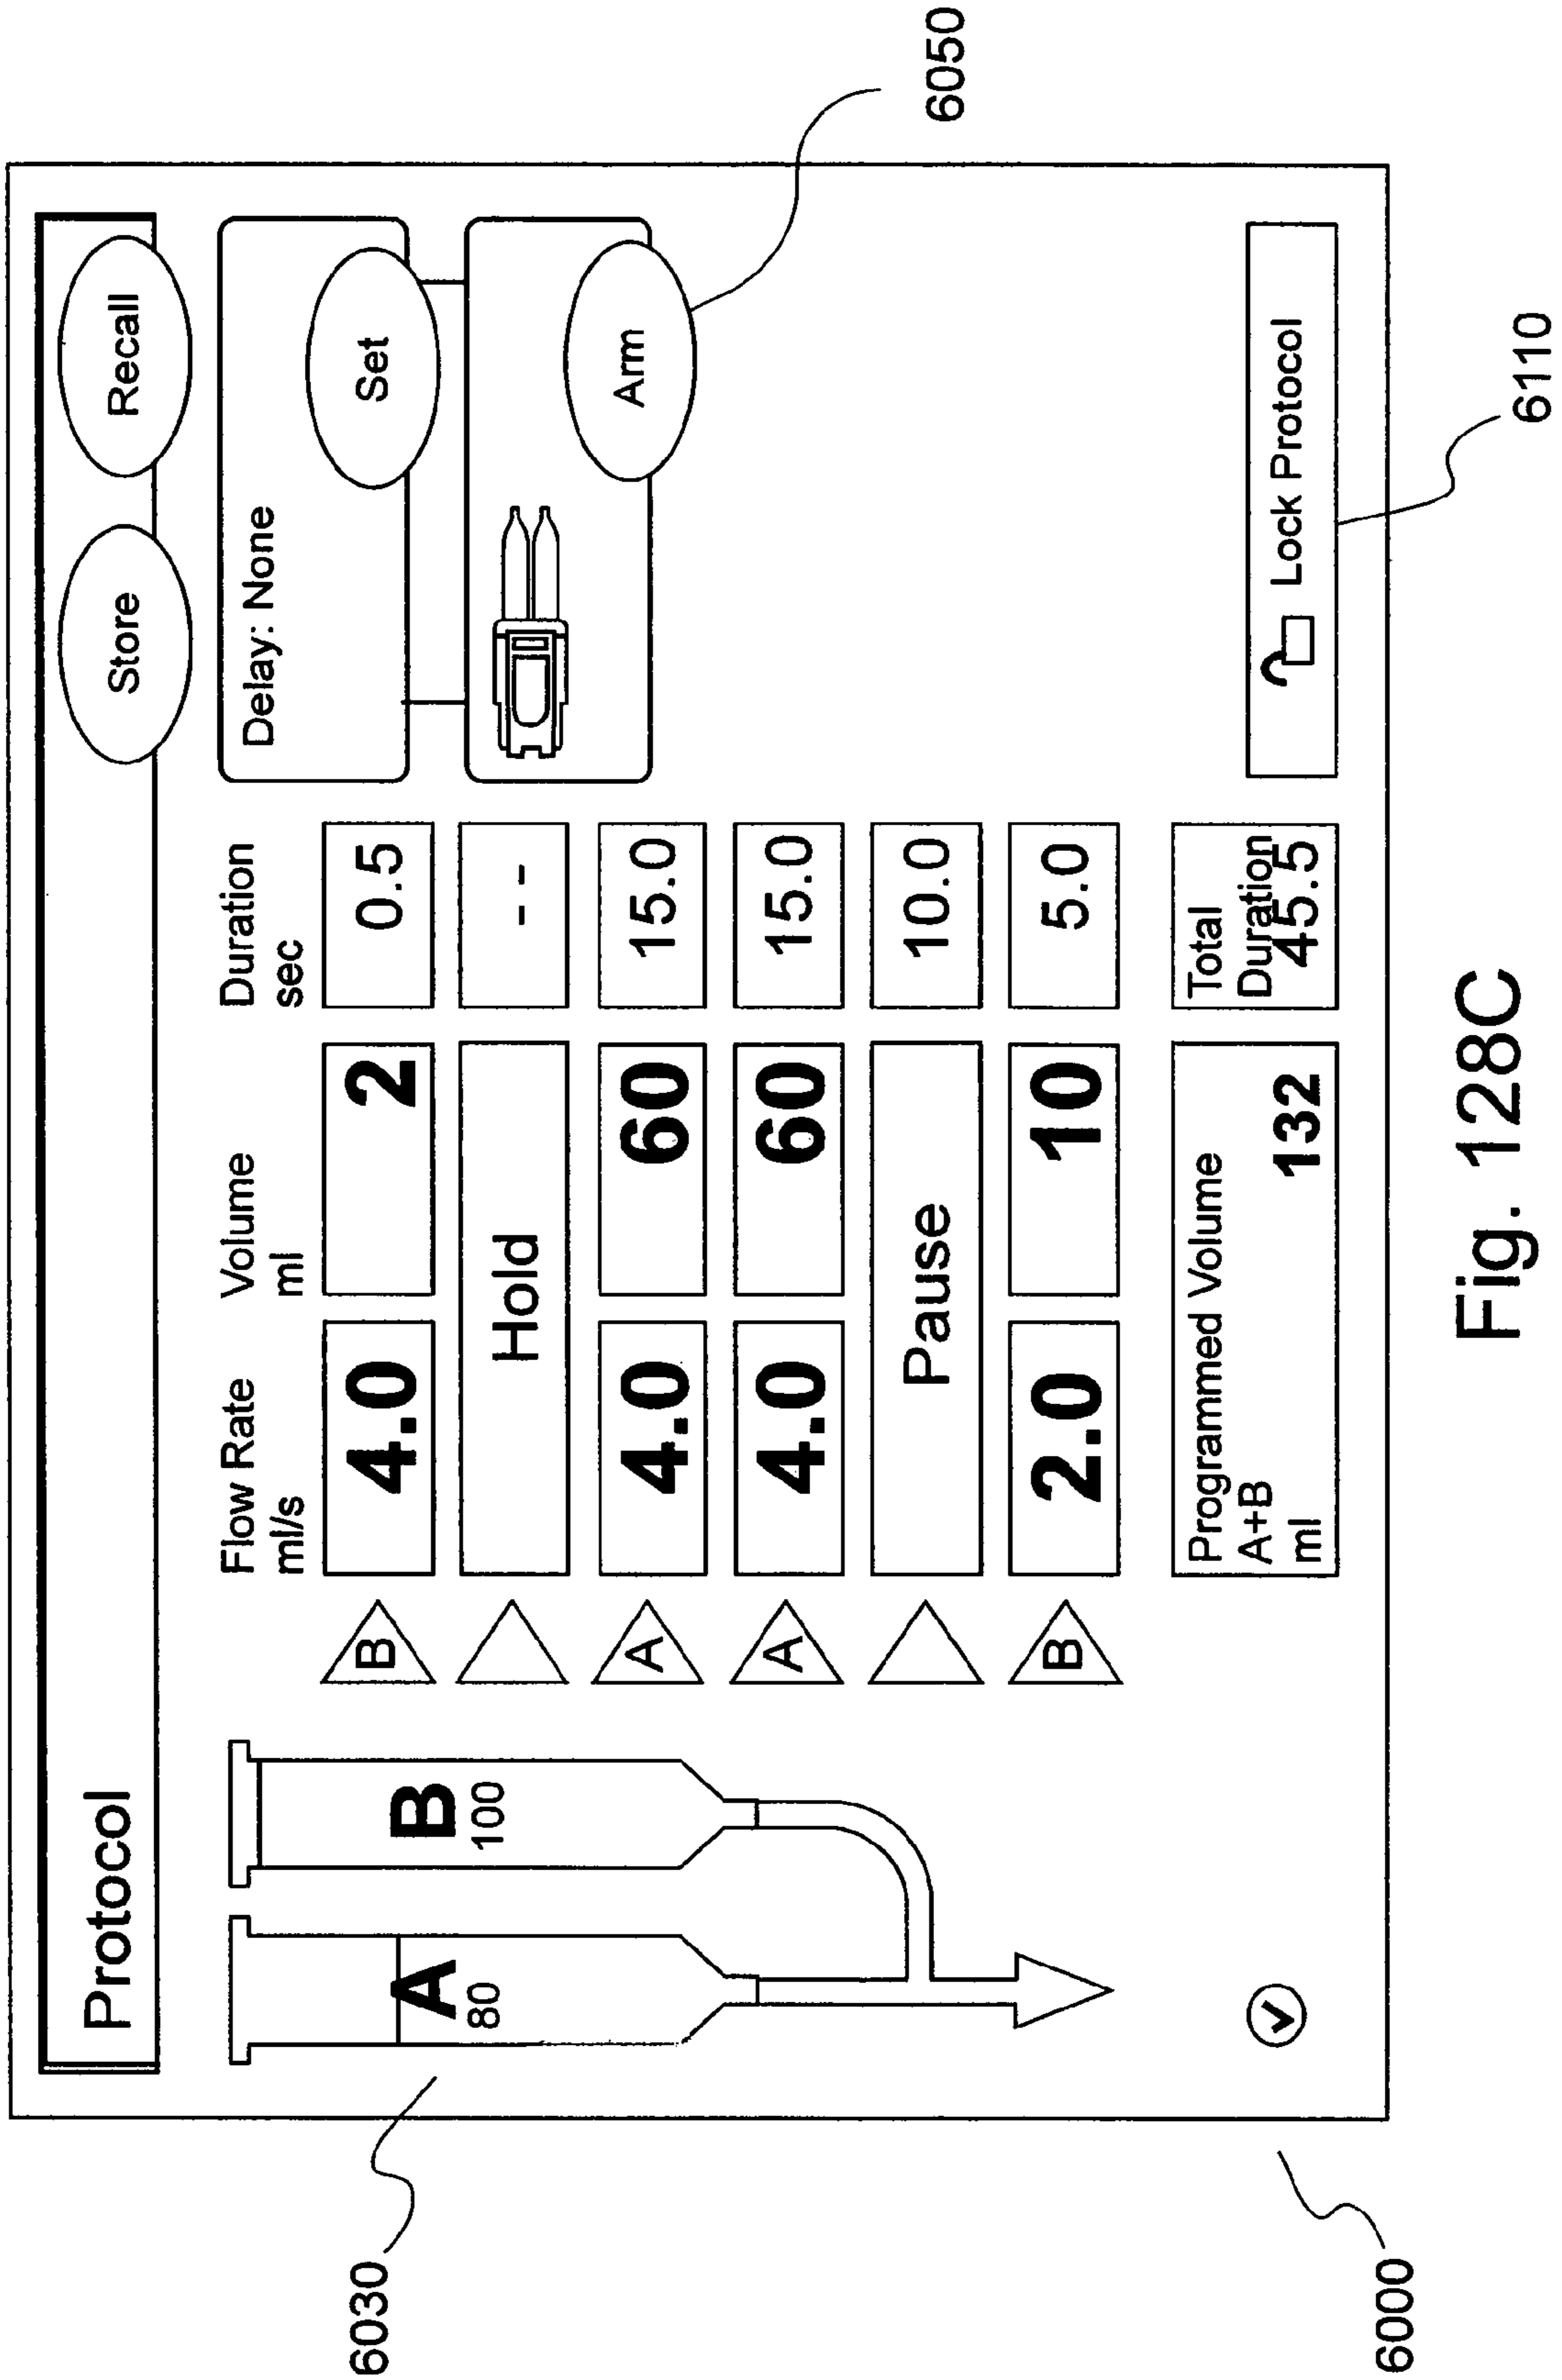 Protocol
Store
Recall
A
80
B
100
Flow Rate
ml/s
Volume
ml
Duration
sec
B
4.0
2
0.5
Hold
--
A
4.0
60
15.0
A
4.0
60
15.0
Pause
10.0
B
2.0
10
5.0
Programmed Volume
A+B
ml
132
Total
Duration
45.5
Delay: None
Set
Arm
Lock Protocol
6030
6000
6050
6110
Fig. 128C